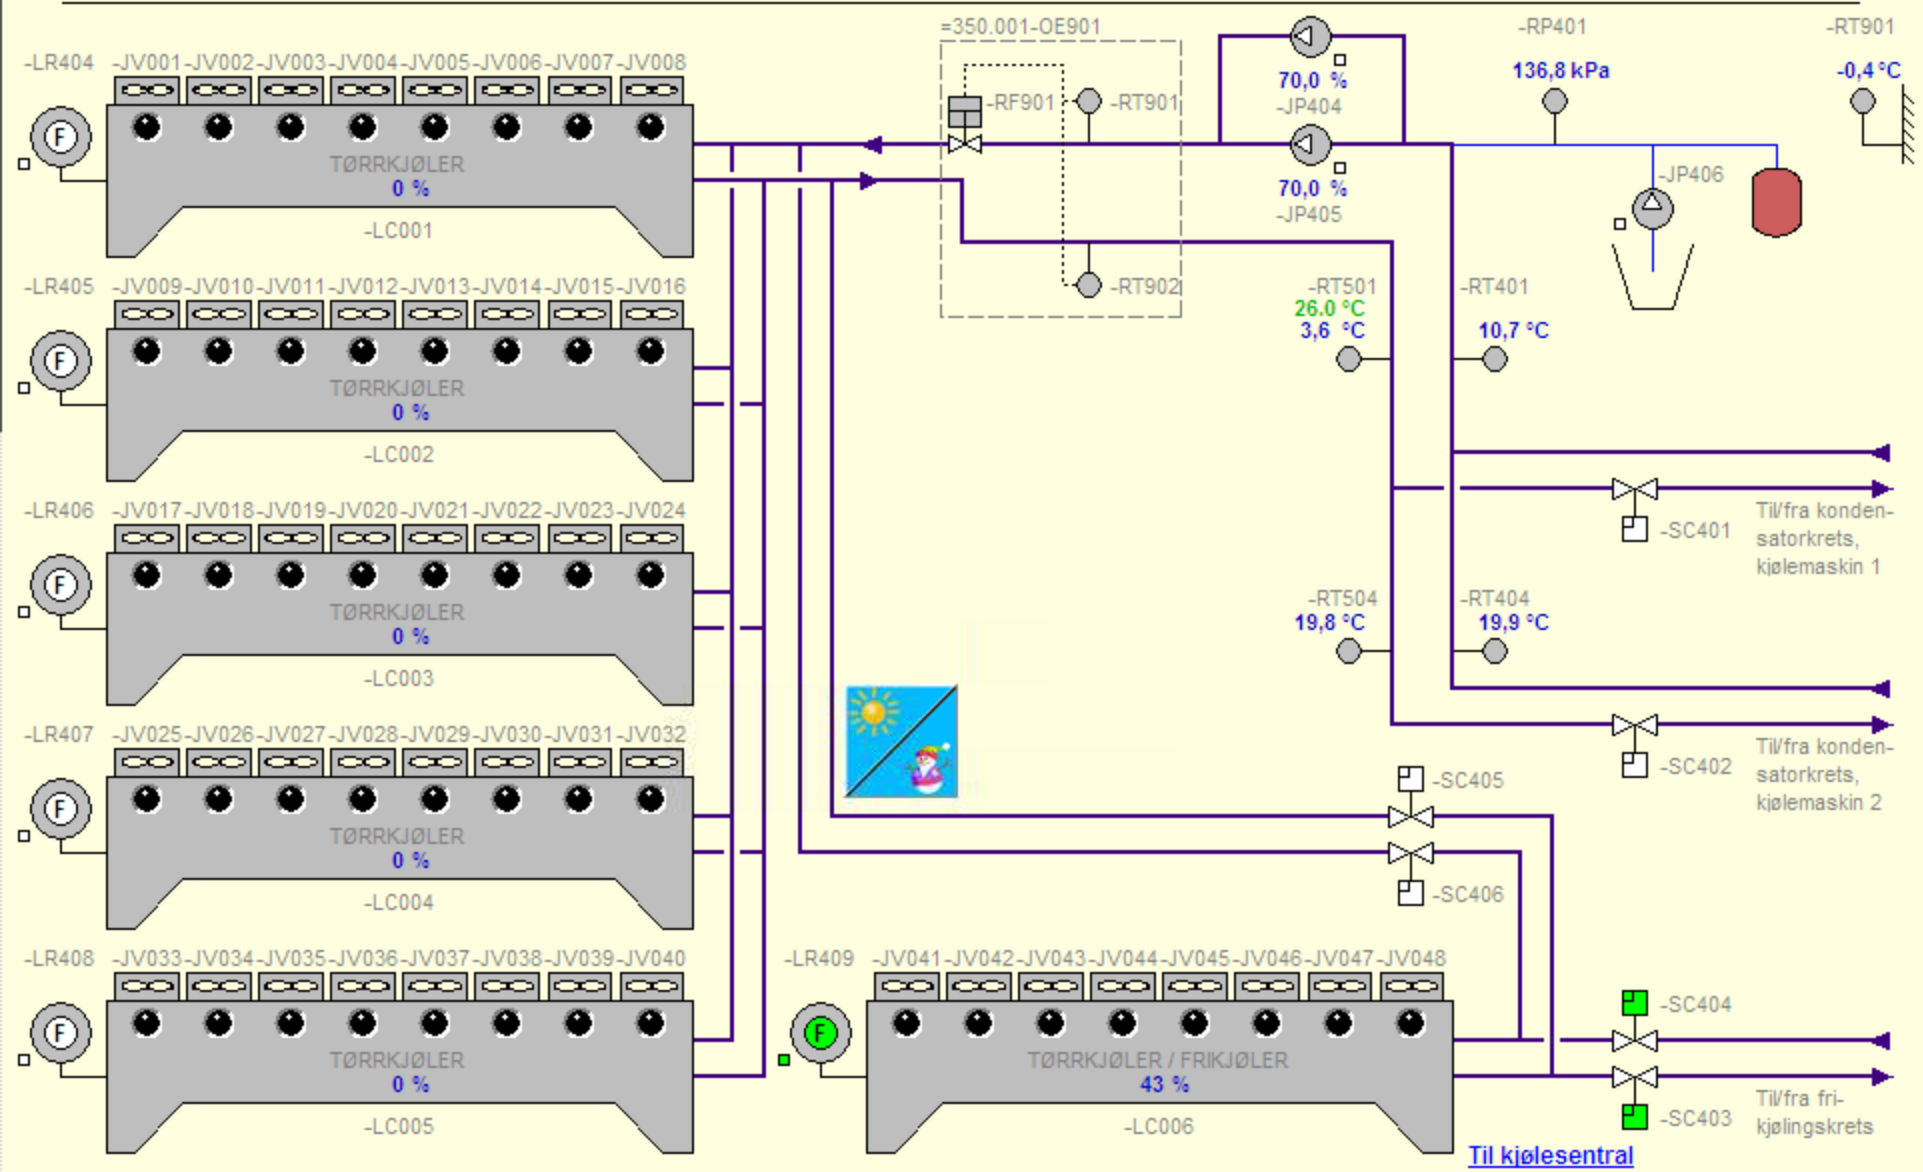 =350.001-OE901
-RP401
-RT901
-LR404
-JV001-JV002-JV003-JV004-JV005-JV006-JV007-JV008
136,8 kPa
-0,4 °C
70,0 %
-JP404
-RF901
-RT901
F
TØRRKJØLER
0 %
-LC001
70,0 %
-JP405
-JP406
-LR405
-JV009-JV010-JV011-JV012-JV013-JV014-JV015-JV016
-RT902
-RT501
26.0 °C
3,6 °C
-RT401
10,7 °C
F
TØRRKJØLER
0 %
-LC002
-LR406
-JV017-JV018-JV019-JV020-JV021-JV022-JV023-JV024
-SC401
Til/fra konden-
satorkrets,
kjølemaskin 1
F
TØRRKJØLER
0 %
-LC003
-RT504
19,8 °C
-RT404
19,9 °C
-LR407
-JV025-JV026-JV027-JV028-JV029-JV030-JV031-JV032
-SC402
Til/fra konden-
satorkrets,
kjølemaskin 2
F
TØRRKJØLER
0 %
-LC004
-SC405
-SC406
-LR408
-JV033-JV034-JV035-JV036-JV037-JV038-JV039-JV040
F
TØRRKJØLER
0 %
-LC005
-LR409
-JV041-JV042-JV043-JV044-JV045-JV046-JV047-JV048
F
TØRRKJØLER / FRIKJØLER
43 %
-LC006
-SC404
-SC403
Til/fra fri-
kjølingskrets
Til kjølesentral